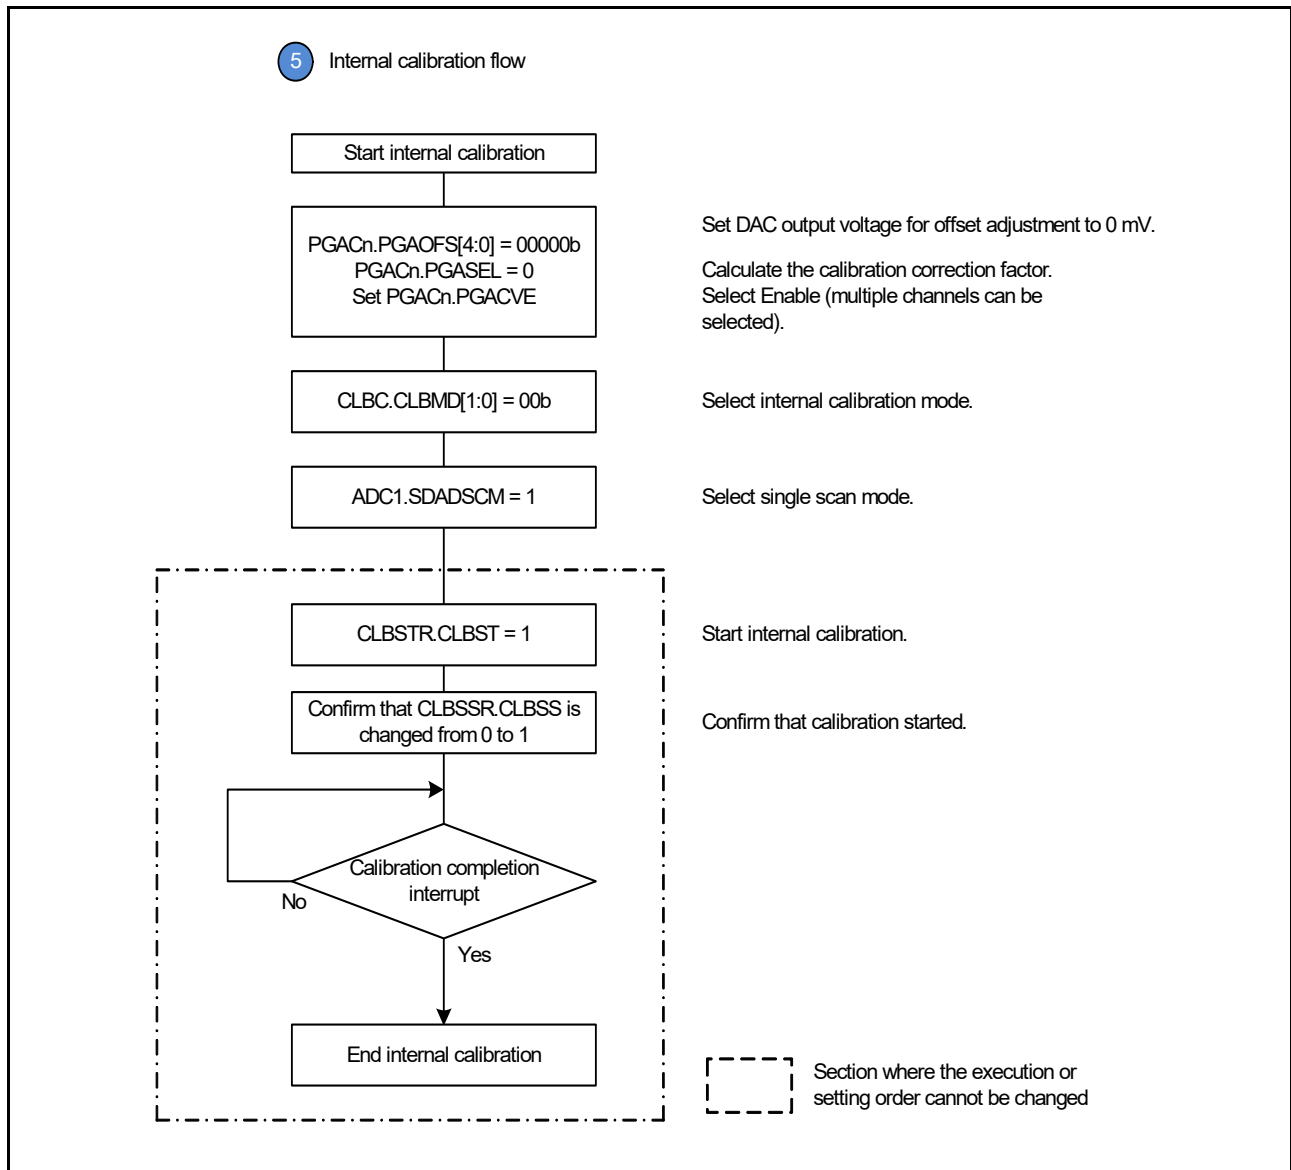 5 Internal calibration flow
Start internal calibration
PGACn.PGAOFS[4:0] = 00000b
PGACn.PGASEL = 0
Set PGACn.PGACVE
Set DAC output voltage for offset adjustment to 0 mV.
Calculate the calibration correction factor.
Select Enable (multiple channels can be
selected).
CLBC.CLBMD[1:0] = 00b
Select internal calibration mode.
ADC1.SDADSCM = 1
Select single scan mode.
CLBSTR.CLBST = 1
Start internal calibration.
Confirm that CLBSSR.CLBSS is
changed from 0 to 1
Confirm that calibration started.
Calibration completion
interrupt
No
Yes
End internal calibration
Section where the execution or
setting order cannot be changed